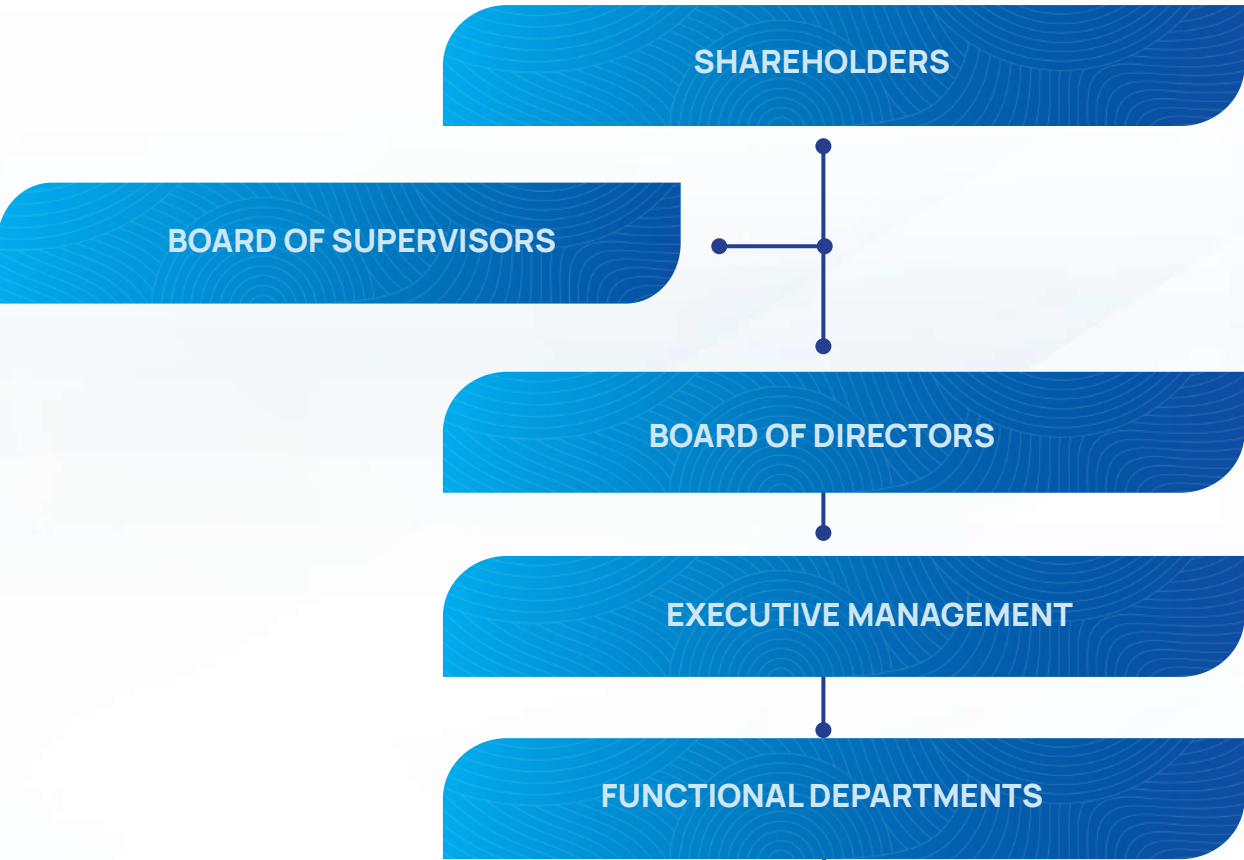 SHAREHOLDERS
BOARD OF SUPERVISORS
BOARD OF DIRECTORS
EXECUTIVE MANAGEMENT
FUNCTIONAL DEPARTMENTS